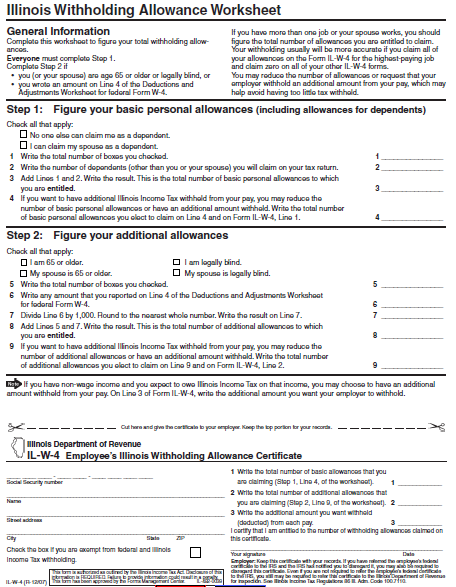 Illinois Withholding Allowance Worksheet
General Information
Complete this worksheet to figure your total withholding allow-
ances.
Everyone must complete Step 1.
Complete Step 2 if
• you (or your spouse) are age 65 or older or legally blind, or
• you wrote an amount on Line 4 of the Deductions and
Adjustments Worksheet for federal Form W-4.
If you have more than one job or your spouse works, you should
figure the total number of allowances you are entitled to claim.
Your withholding usually will be more accurate if you claim all of
your allowances on the Form IL-W-4 for the highest-paying job
and claim zero on all of your other IL-W-4 forms.
You may reduce the number of allowances or request that your
employer withhold an additional amount from your pay, which may
help avoid having too little tax withheld.
Step 1: Figure your basic personal allowances (including allowances for dependents)
Check all that apply:
No one else can claim me as a dependent.
I can claim my spouse as a dependent.
1 Write the total number of boxes you checked. 1
2 Write the number of dependents (other than you or your spouse) you will claim on your tax return. 2
3 Add Lines 1 and 2. Write the result. This is the total number of basic personal allowances to which
you are entitled. 3
4 If you want to have additional Illinois Income Tax withheld from your pay, you may reduce the
number of basic personal allowances or have an additional amount withheld. Write the total number
of basic personal allowances you elect to claim on Line 4 and on Form IL-W-4, Line 1. 4
Step 2: Figure your additional allowances
Check all that apply:
I am 65 or older. I am legally blind.
My spouse is 65 or older. My spouse is legally blind.
5 Write the total number of boxes you checked. 5
6 Write any amount that you reported on Line 4 of the Deductions and Adjustments Worksheet
for federal Form W-4. 6
7 Divide Line 6 by 1,000. Round to the nearest whole number. Write the result on Line 7. 7
8 Add Lines 5 and 7. Write the result. This is the total number of additional allowances to which
you are entitled. 8
9 If you want to have additional Illinois Income Tax withheld from your pay, you may reduce the
number of additional allowances or have an additional amount withheld. Write the total number
of additional allowances you elect to claim on Line 9 and on Form IL-W-4, Line 2. 9
Note If you have non-wage income and you expect to owe Illinois Income Tax on that income, you may choose to have an additional
amount withheld from your pay. On Line 3 of Form IL-W-4, write the additional amount you want your employer to withhold.
Cut here and give the certificate to your employer. Keep the top portion for your records.
Illinois Department of Revenue
IL-W-4 Employee's Illinois Withholding Allowance Certificate
Social Security number
Name
Street address
City State ZIP
Check the box if you are exempt from federal and Illinois
Income Tax withholding.
IL-W-4 (R-12/07)
This form is authorized as outlined by the Illinois Income Tax Act. Disclosure of this
information is REQUIRED. Failure to provide information could result in a penalty.
This form has been approved by the Forms Management Center. IL-492-0039
1 Write the total number of basic allowances that you
are claiming (Step 1, Line 4, of the worksheet). 1
2 Write the total number of additional allowances that
you are claiming (Step 2, Line 9, of the worksheet). 2
3 Write the additional amount you want withheld
(deducted) from each pay. 3
I certify that I am entitled to the number of withholding allowances claimed on
this certificate.
Your signature Date
Employer: Keep this certificate with your records. If you have referred the employee's federal
certificate to the IRS and the IRS has notified you to disregard it, you may also be required to
disregard this certificate. Even if you are not required to refer the employee's federal certificate
to the IRS, you still may be required to refer this certificate to the Illinois Department of Revenue
for inspection. See Illinois Income Tax Regulations 86 Ill. Adm. Code 100.7110.